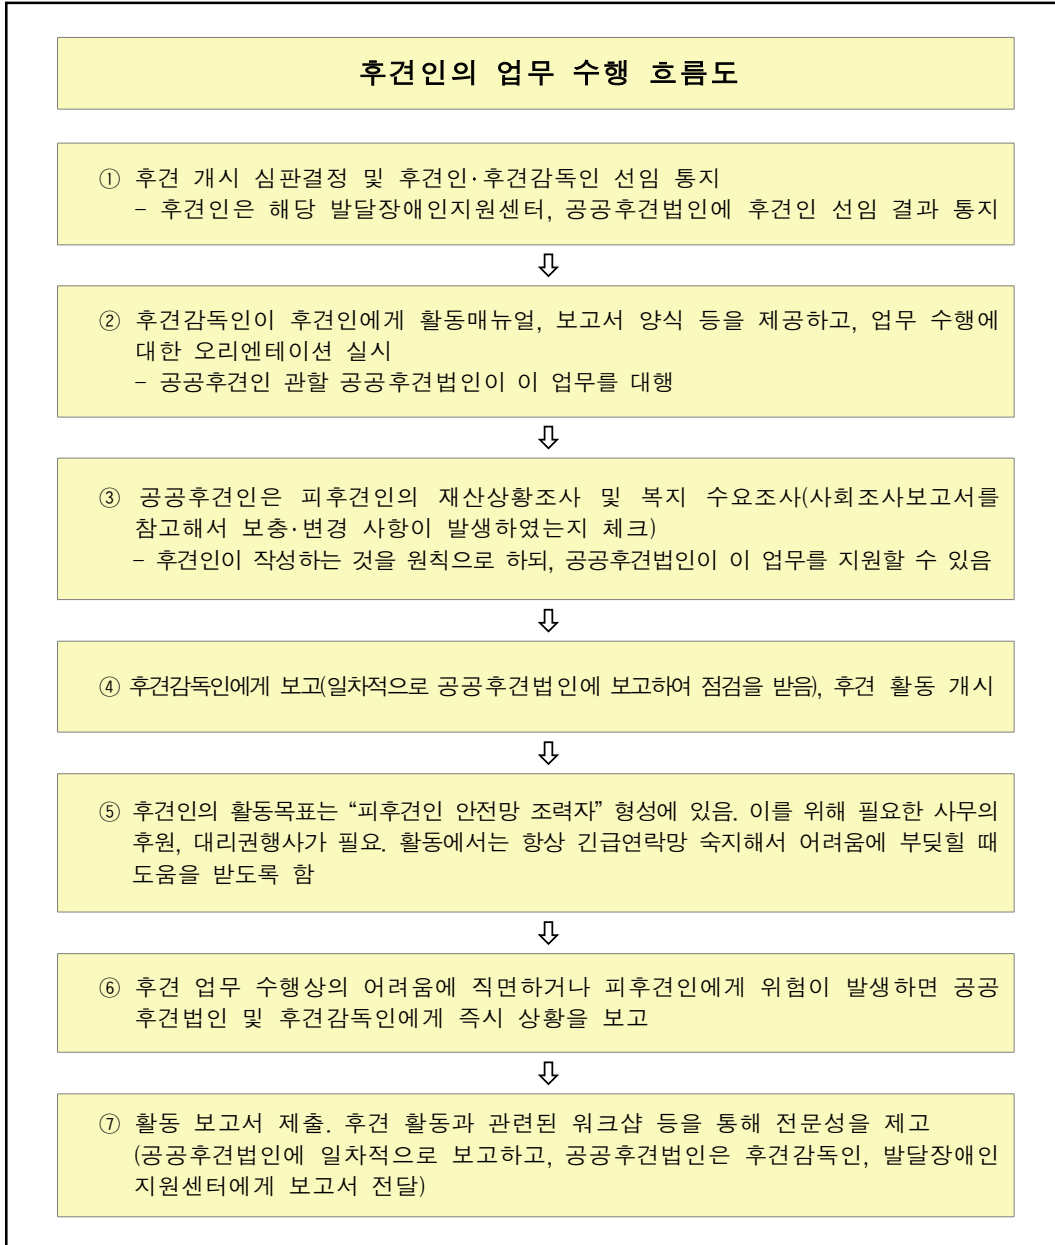 후견인의 업무 수행 흐름도
① 후견 개시 심판결정 및 후견인·후견감독인 선임 통지
– 후견인은 해당 발달장애인지원센터, 공공후견법인에 후견인 선임 결과 통지
⇩
② 후견감독인이 후견인에게 활동매뉴얼, 보고서 양식 등을 제공하고, 업무 수행에
대한 오리엔테이션 실시
– 공공후견인 관할 공공후견법인이 이 업무를 대행
⇩
③ 공공후견인은 피후견인의 재산상황조사 및 복지 수요조사(사회조사보고서를
참고해서 보충·변경 사항이 발생하였는지 체크)
– 후견인이 작성하는 것을 원칙으로 하되, 공공후견법인이 이 업무를 지원할 수 있음
⇩
④ 후견감독인에게 보고(일차적으로 공공후견법인에 보고하여 점검을 받음), 후견 활동 개시
⇩
⑤ 후견인의 활동목표는 “피후견인 안전망 조력자” 형성에 있음. 이를 위해 필요한 사무의
후원, 대리권행사가 필요. 활동에서는 항상 긴급연락망 숙지해서 어려움에 부딪힐 때
도움을 받도록 함
⇩
⑥ 후견 업무 수행상의 어려움에 직면하거나 피후견인에게 위험이 발생하면 공공
후견법인 및 후견감독인에게 즉시 상황을 보고
⇩
⑦ 활동 보고서 제출. 후견 활동과 관련된 워크샵 등을 통해 전문성을 제고
(공공후견법인에 일차적으로 보고하고, 공공후견법인은 후견감독인, 발달장애인
지원센터에게 보고서 전달)